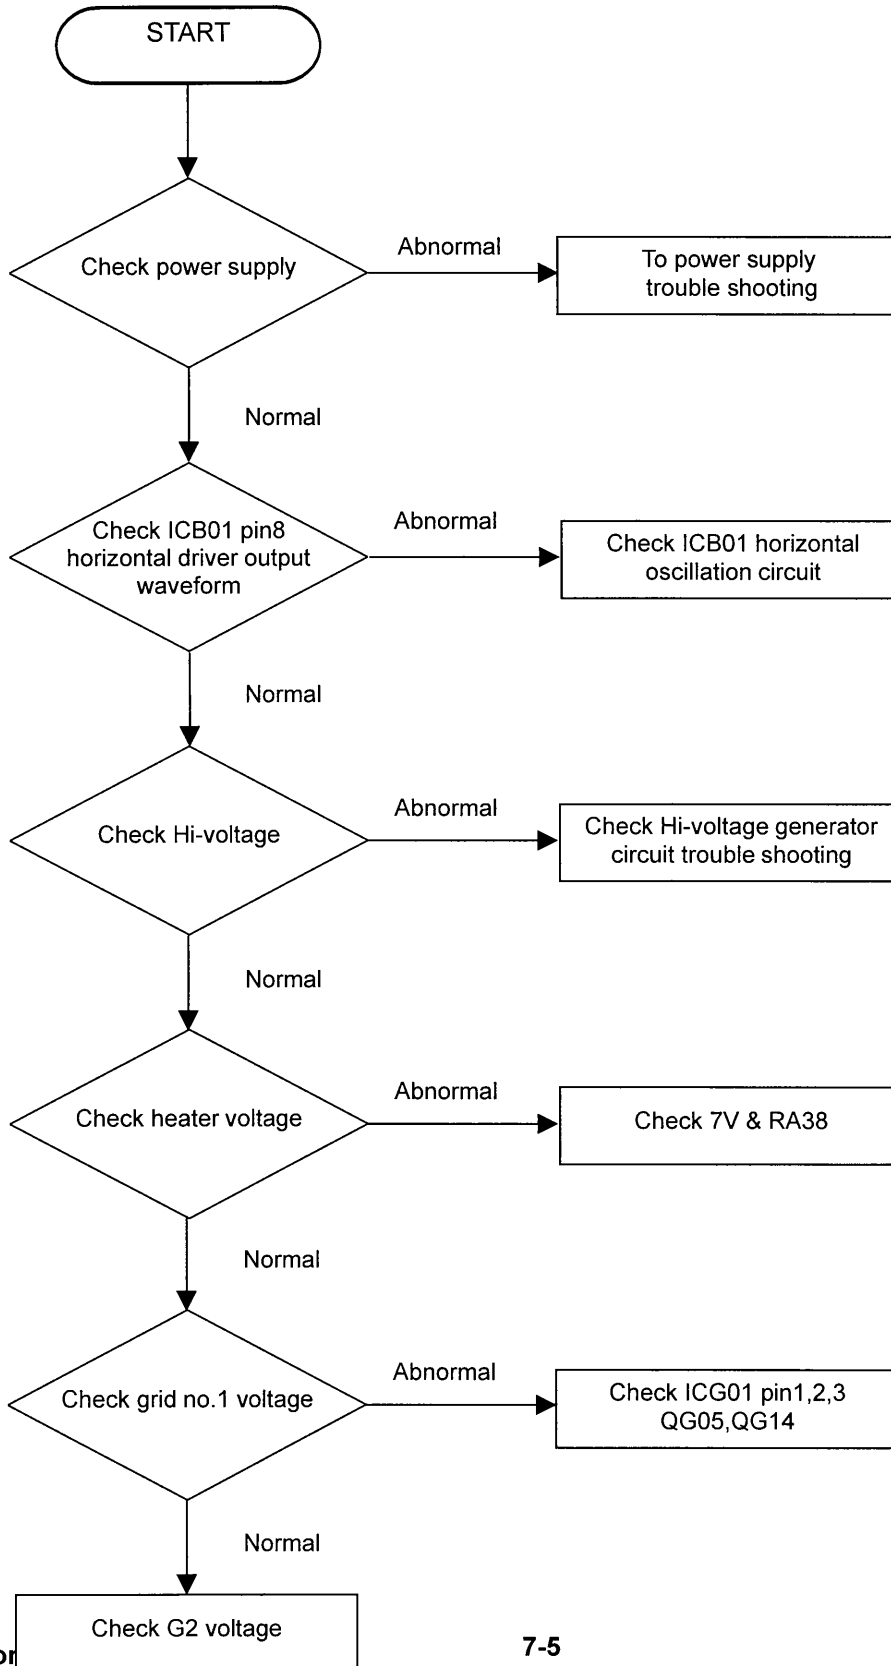 START
Check power supply
Abnormal
To power supply
trouble shooting
Normal
Check ICB01 pin8
horizontal driver output
waveform
Abnormal
Check ICB01 horizontal
oscillation circuit
Normal
Check Hi-voltage
Abnormal
Check Hi-voltage generator
circuit trouble shooting
Normal
Check heater voltage
Abnormal
Check 7V & RA38
Normal
Check grid no.1 voltage
Abnormal
Check ICG01 pin1,2,3
QG05,QG14
Normal
Check G2 voltage
7-5